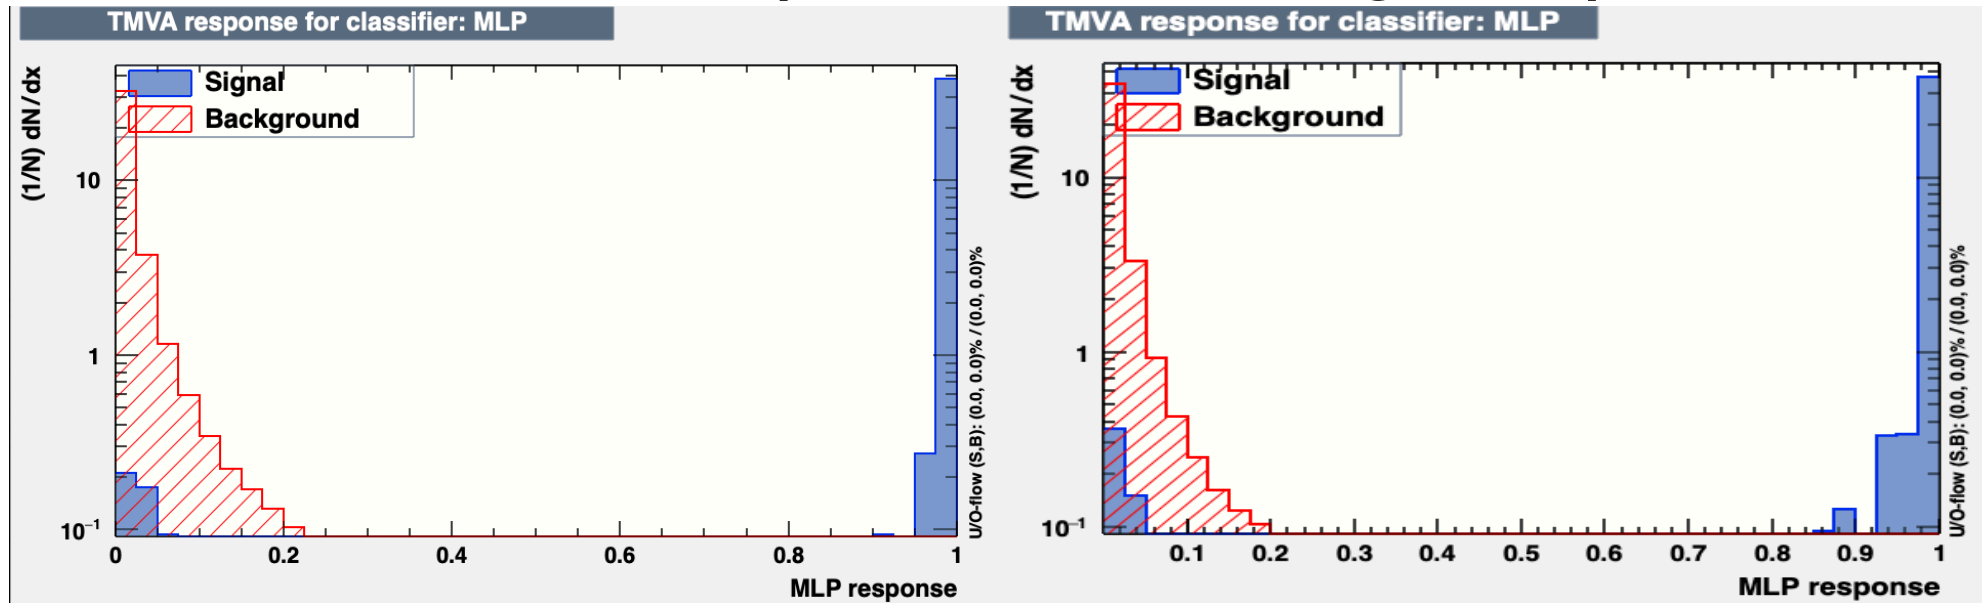 TMVA response for classifier: MLP
(1/N) dN/dx
Signal
Background
10
1
10⁻¹
0 0.2 0.4 0.6 0.8 1
MLP response
U/O-flow (S,B): (0.0, 0.0)% / (0.0, 0.0)%
TMVA response for classifier: MLP
(1/N) dN/dx
Signal
Background
10
1
10⁻¹
0.1 0.2 0.3 0.4 0.5 0.6 0.7 0.8 0.9 1
MLP response
U/O-flow (S,B): (0.0, 0.0)% / (0.0, 0.0)%